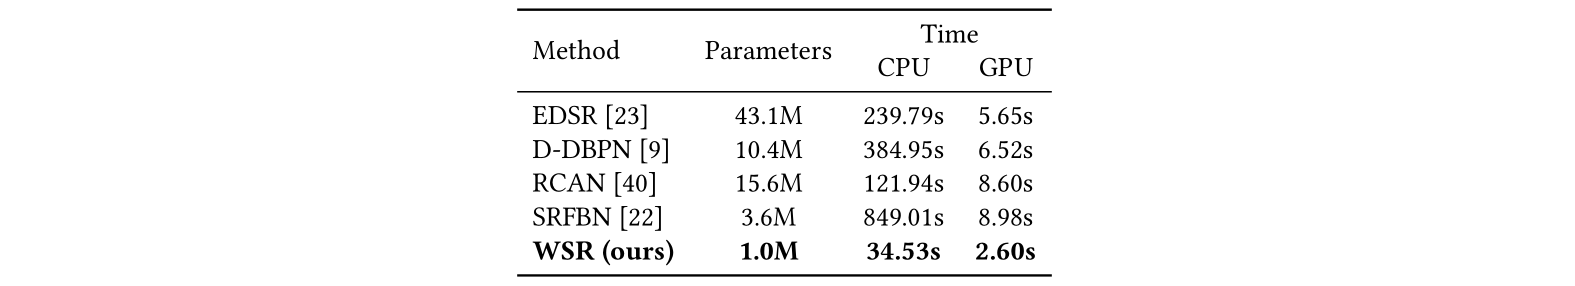 Method Parameters Time
CPU GPU
EDSR [23] 43.1M 239.79s 5.65s
D-DBPN [9] 10.4M 384.95s 6.52s
RCAN [40] 15.6M 121.94s 8.60s
SRFBN [22] 3.6M 849.01s 8.98s
WSR (ours) 1.0M 34.53s 2.60s